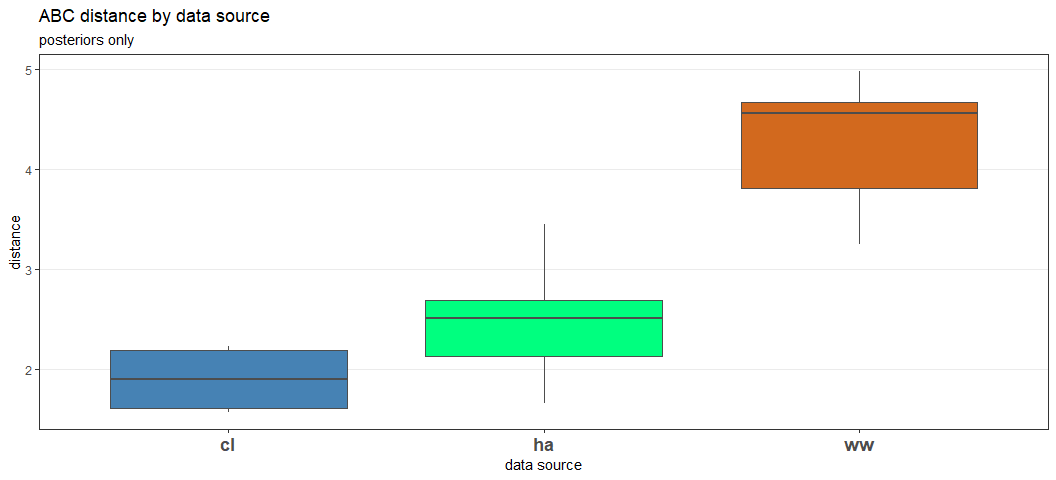 ABC distance by data source
posteriors only
5
4
3
2
distance
cl ha ww
data source